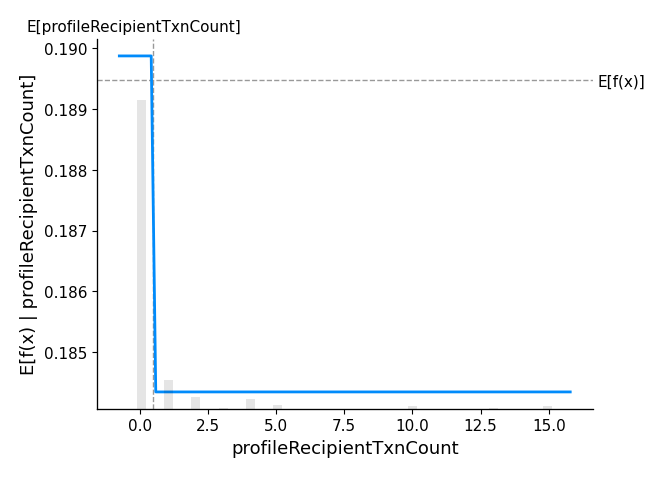 E[profileRecipientTxnCount]
0.190
E[f(x)]
0.189
0.188
0.187
0.186
0.185
E[f(x) | profileRecipientTxnCount]
0.0 2.5 5.0 7.5 10.0 12.5 15.0
profileRecipientTxnCount